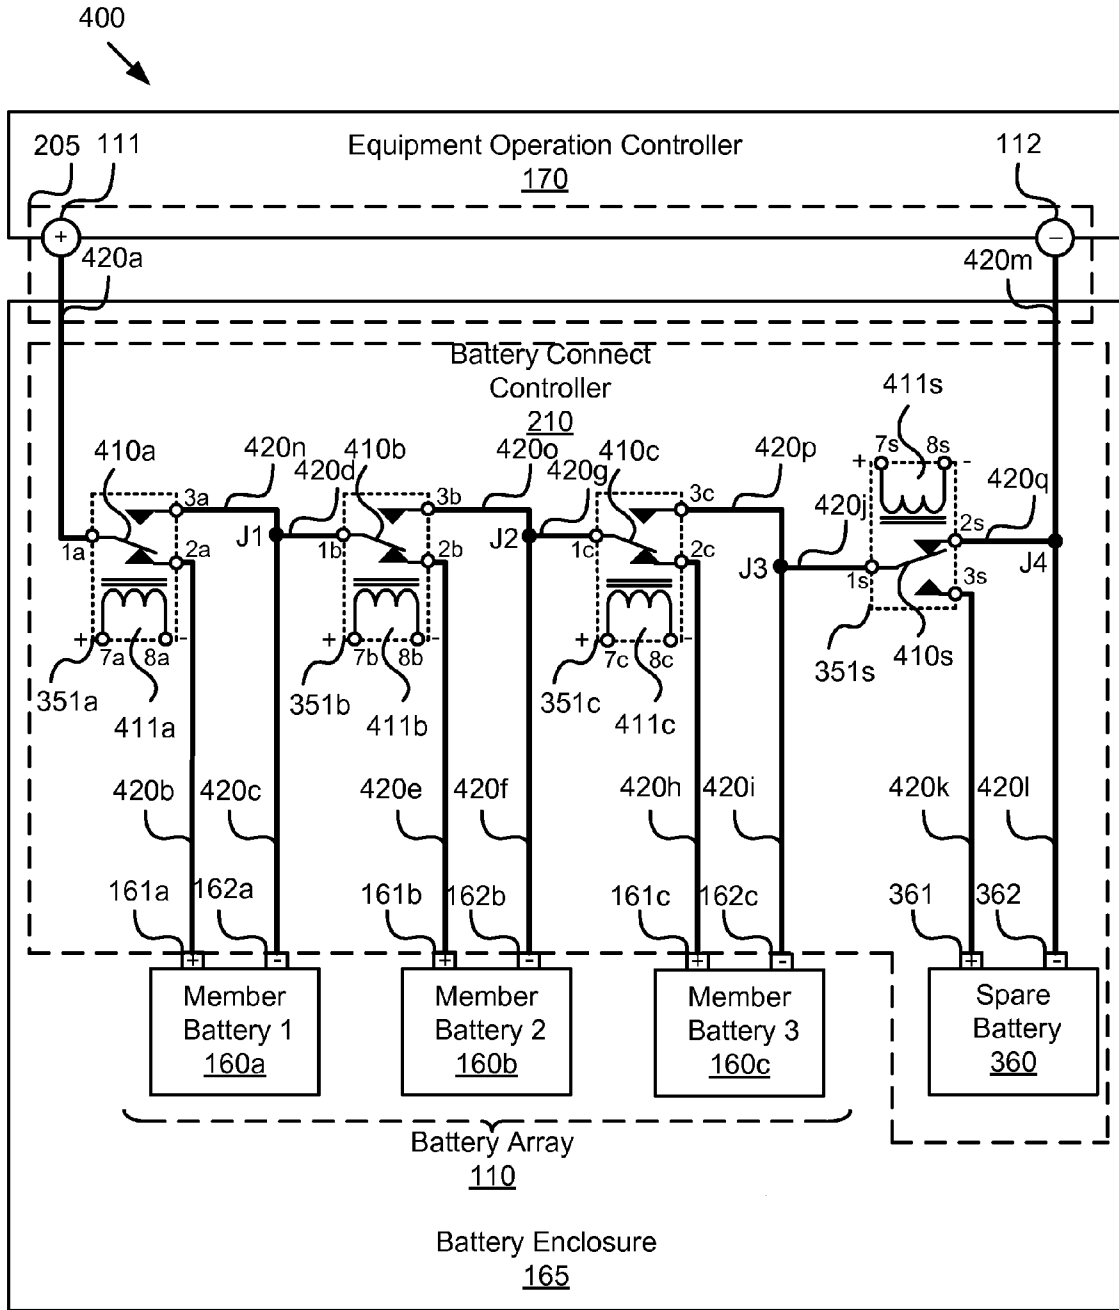 400
205
111
Equipment Operation Controller
170
112
+
−
420a
420m
Battery Connect
Controller
210
411s
410a
420n
420d
410b
420o
420g
410c
420p
+
7s
8s
-
420j
2s
420q
3a
1a
2a
J1
3b
1b
2b
J2
3c
1c
2c
J3
1s
3s
J4
+
7a
8a
-
+
7b
8b
-
+
7c
8c
-
351a
411a
351b
411b
351c
411c
351s
410s
420b
420c
420e
420f
420h
420i
420k
420l
161a
162a
161b
162b
161c
162c
361
362
+
-
+
-
+
-
+
-
Member
Battery 1
160a
Member
Battery 2
160b
Member
Battery 3
160c
Spare
Battery
360
Battery Array
110
Battery Enclosure
165